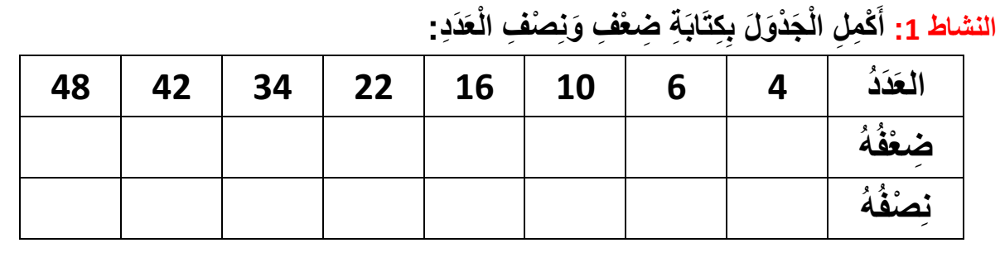 النشاط 1: أَكْمِلِ الْجَدْوَلَ بِكِتَابَةِ ضِعْفِ وَنِصْفِ الْعَدَدِ:
العَدَدُ 4 6 10 16 22 34 42 48
ضِعْفُهُ
نِصْفُهُ